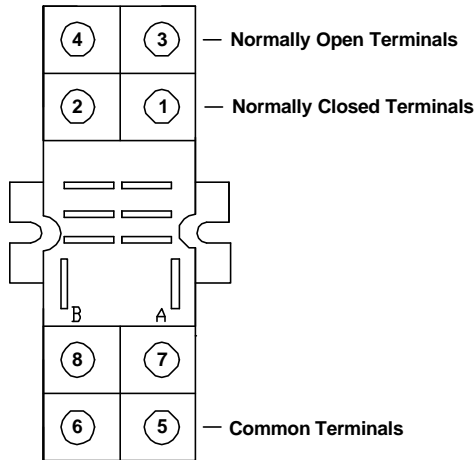 4 3 Normally Open Terminals
2 1 Normally Closed Terminals
B A
8 7
6 5 Common Terminals